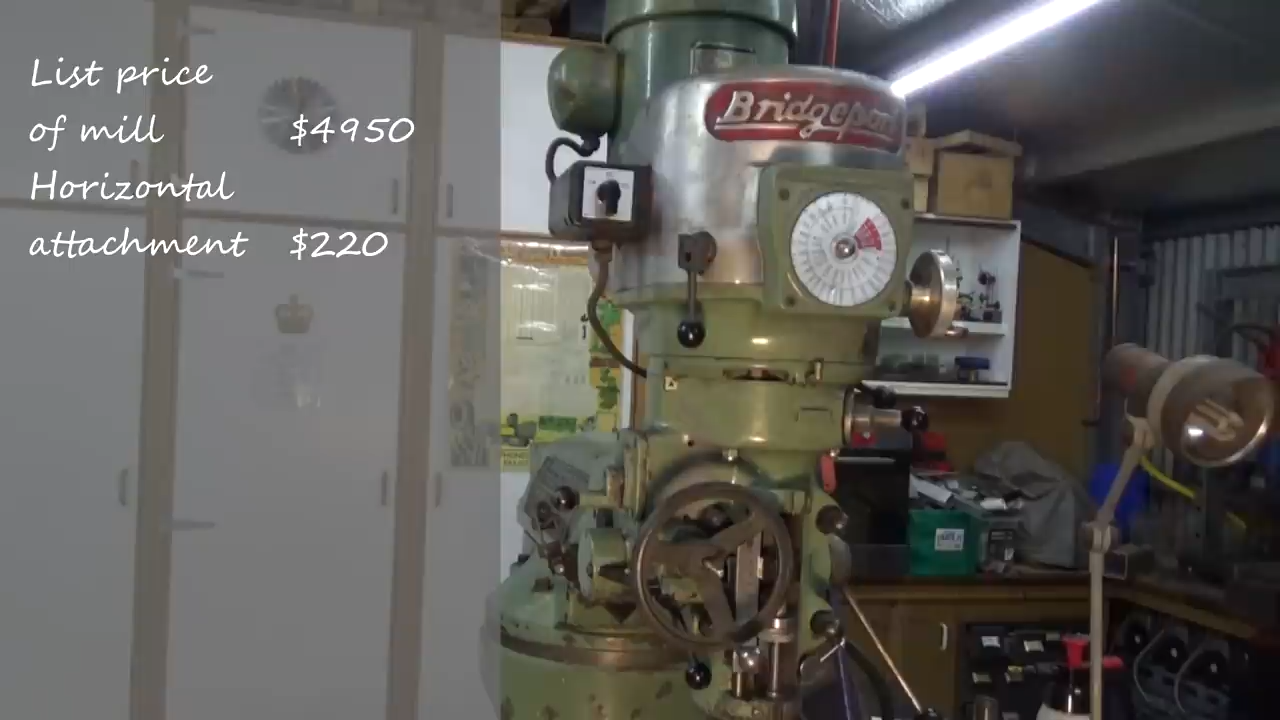 List price
of mill $4950
Horizontal
attachment $220
Bridgeport